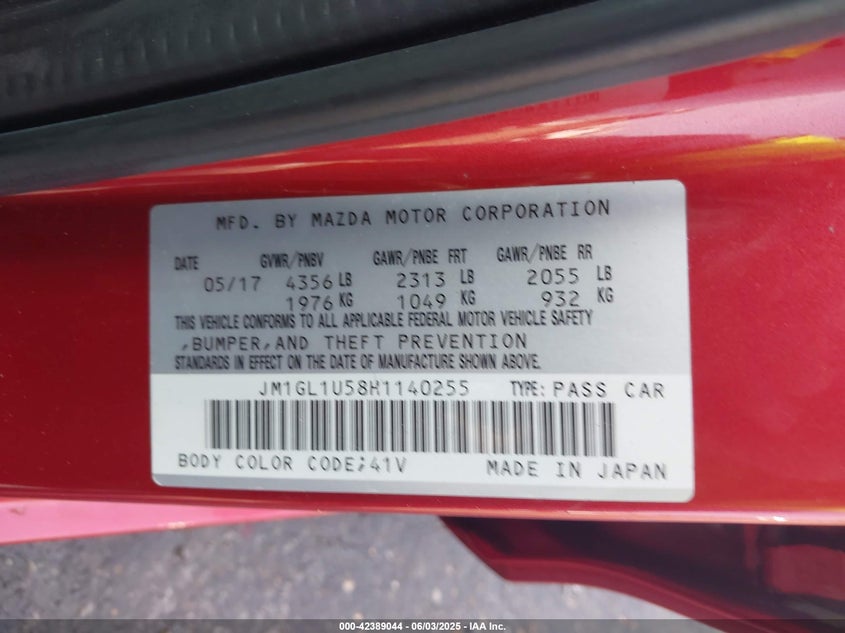 MFD. BY MAZDA MOTOR CORPORATION
DATE GVWR/PNBV GAWR/PNBE FRT GAWR/PNBE RR
05/17 4356 LB 2313 LB 2055 LB
1976 KG 1049 KG 932 KG
THIS VEHICLE CONFORMS TO ALL APPLICABLE FEDERAL MOTOR VEHICLE SAFETY
,BUMPER,AND THEFT PREVENTION
STANDARDS IN EFFECT ON THE DATE OF MANUFACTURE SHOWN ABOVE.
JM1GL1U58H1140255 TYPE: PASS CAR
BODY COLOR CODE:41V MADE IN JAPAN
000-42389044 - 06/03/2025 - IAA Inc.